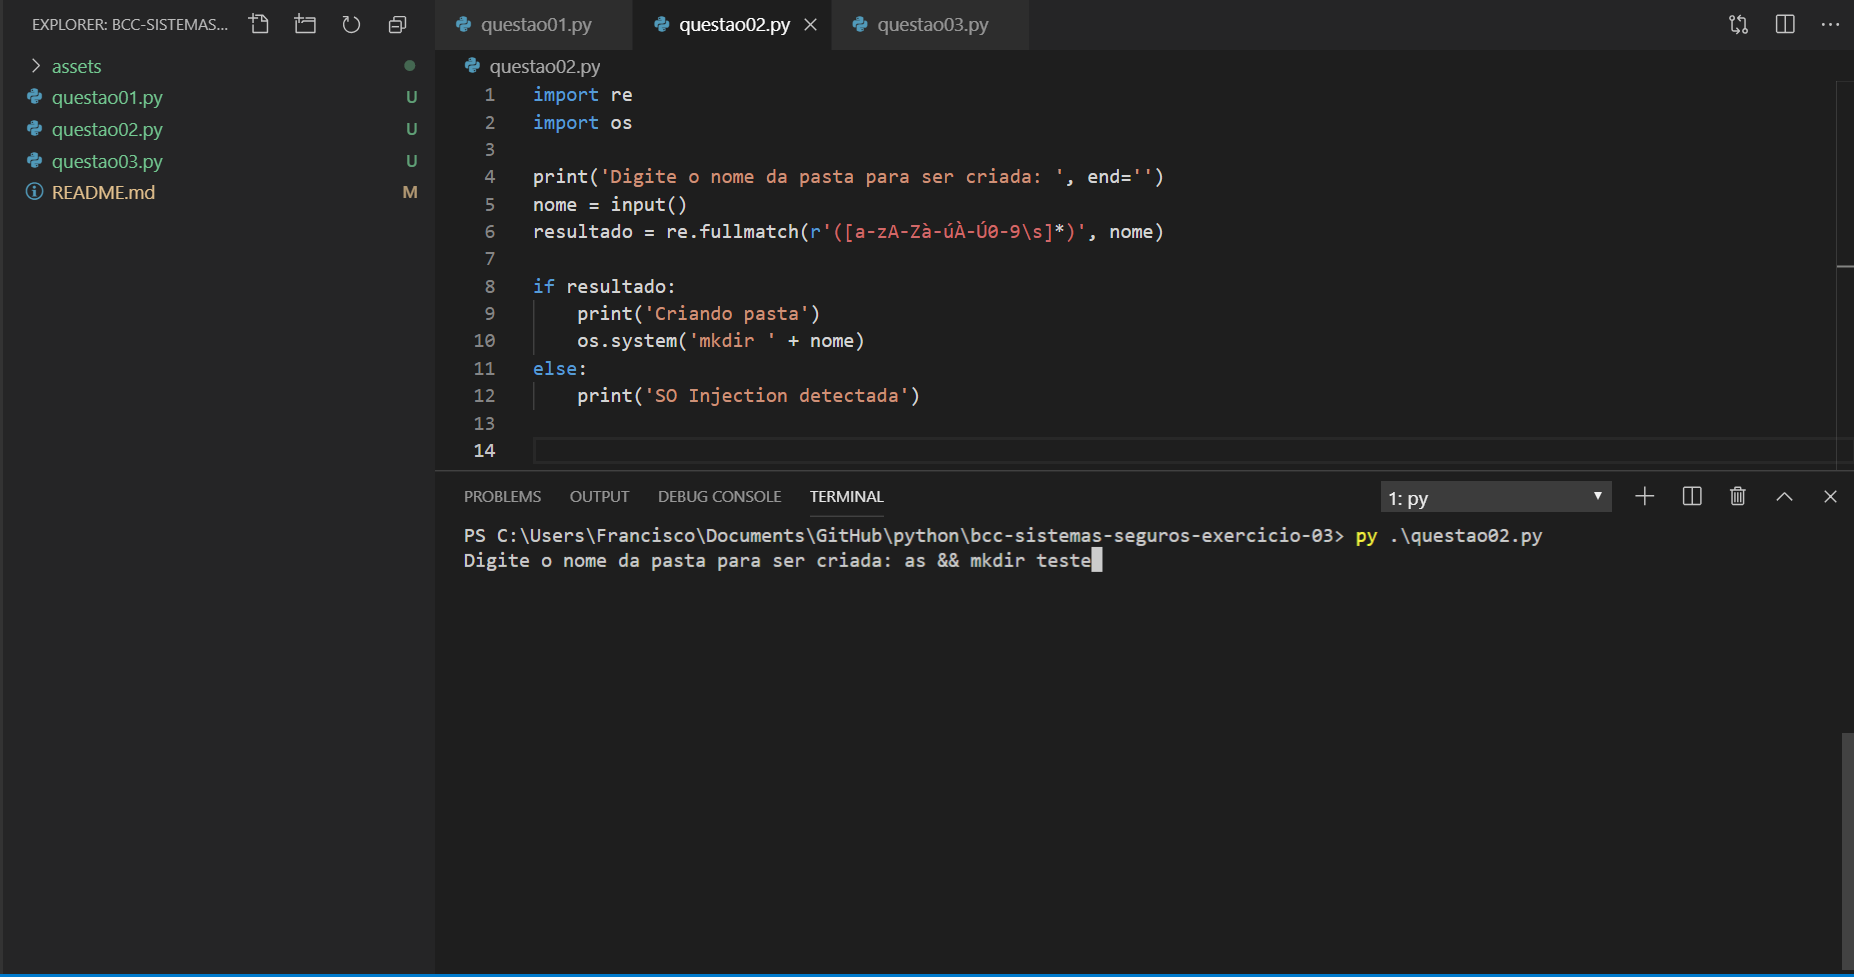 EXPLORER: BCC-SISTEMAS...
assets
questao01.py U
questao02.py U
questao03.py U
README.md M
questao01.py questao02.py questao03.py
questao02.py
1 import re
2 import os
3
4 print('Digite o nome da pasta para ser criada: ', end='')
5 nome = input()
6 resultado = re.fullmatch(r'([a-zA-Zà-úÀ-Ú0-9\s]*)', nome)
7
8 if resultado:
9 print('Criando pasta')
10 os.system('mkdir ' + nome)
11 else:
12 print('SO Injection detectada')
13
14
PROBLEMS OUTPUT DEBUG CONSOLE TERMINAL 1: py
PS C:\Users\Francisco\Documents\GitHub\python\bcc-sistemas-seguros-exercicio-03> py .\questao02.py
Digite o nome da pasta para ser criada: as && mkdir teste